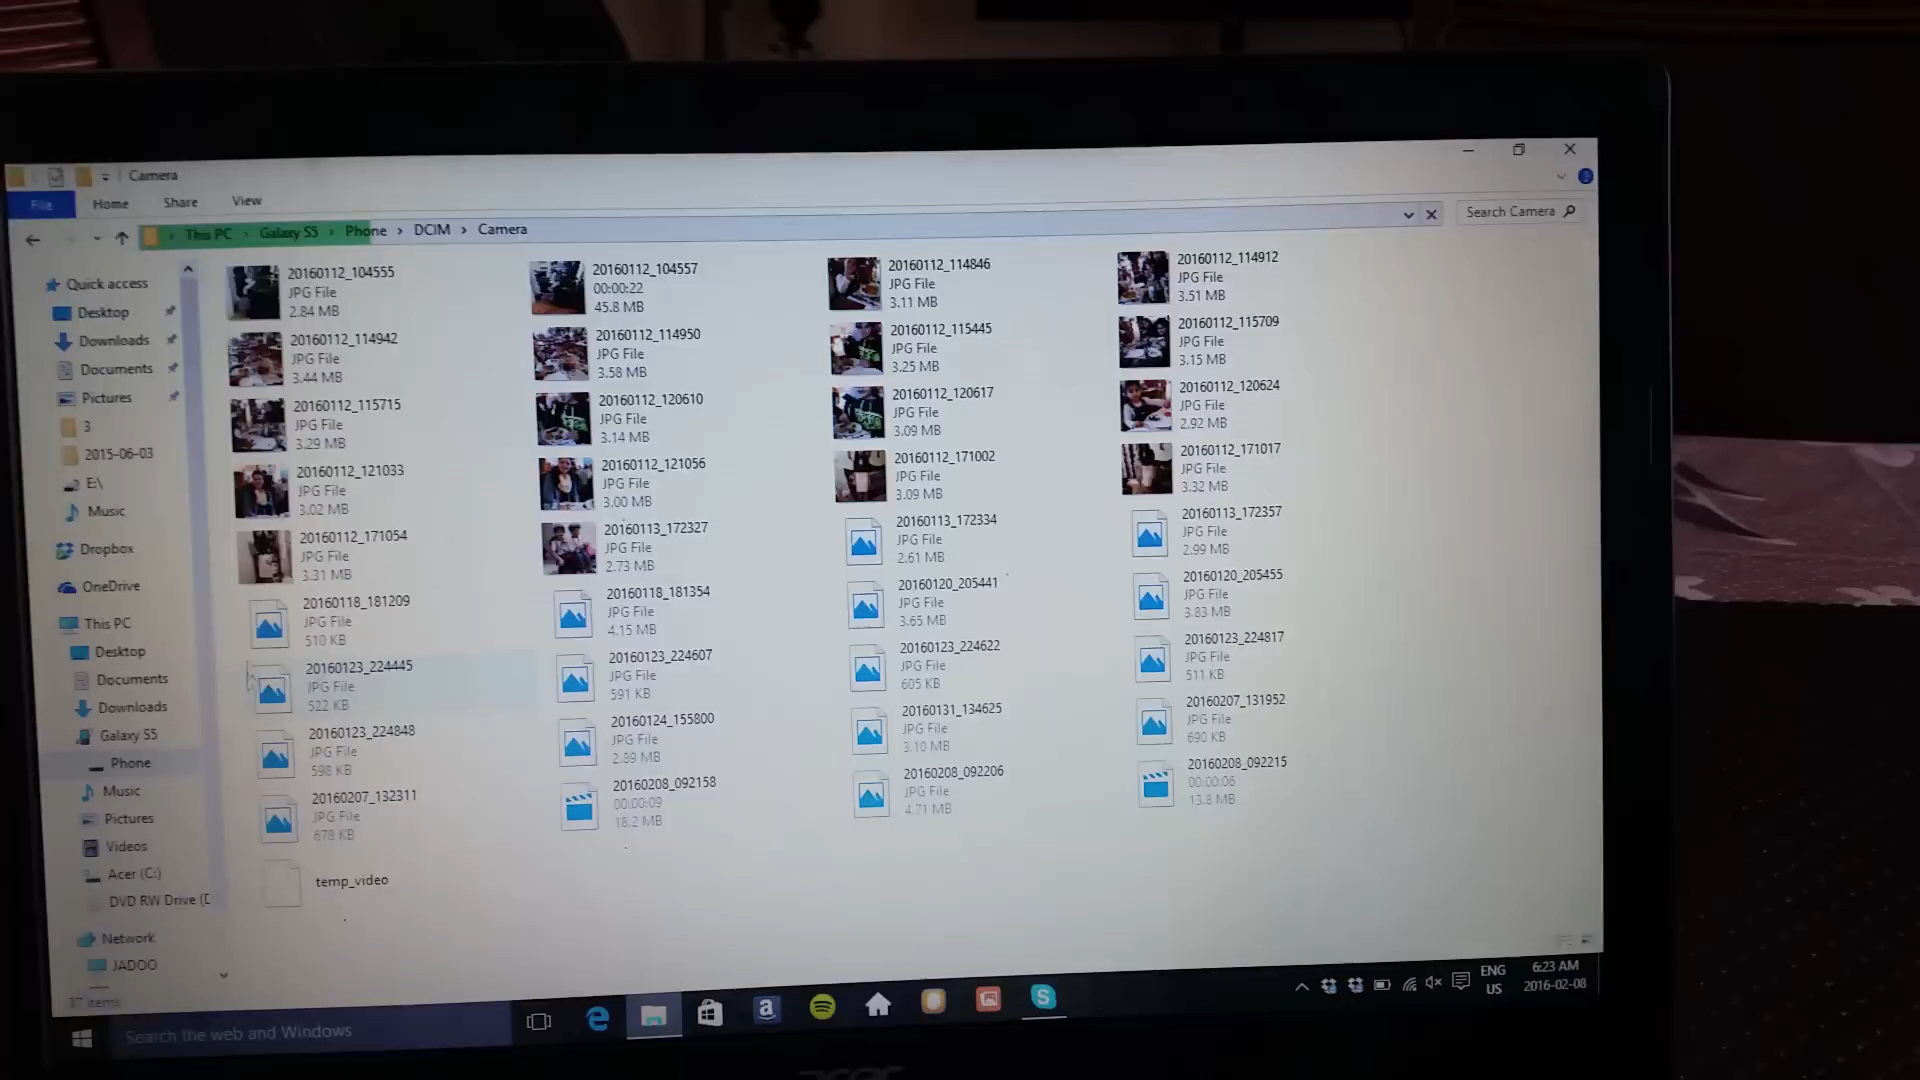 Camera
File Home Share View
This PC > Galaxy S5 > Phone > DCIM > Camera
Search Camera
Quick access
Desktop
Downloads
Documents
Pictures
3
2015-06-03
E:\
Music
Dropbox
OneDrive
This PC
Desktop
Documents
Downloads
Galaxy S5
Phone
Music
Pictures
Videos
Acer (C:)
DVD RW Drive (D
Network
JADOO
37 items
20160112_104555
JPG File
2.84 MB
20160112_104557
00:00:22
45.8 MB
20160112_114846
JPG File
3.11 MB
20160112_114912
JPG File
3.51 MB
20160112_114942
JPG File
3.44 MB
20160112_114950
JPG File
3.58 MB
20160112_115445
JPG File
3.25 MB
20160112_115709
JPG File
3.15 MB
20160112_115715
JPG File
3.29 MB
20160112_120610
JPG File
3.14 MB
20160112_120617
JPG File
3.09 MB
20160112_120624
JPG File
2.92 MB
20160112_121033
JPG File
3.02 MB
20160112_121056
JPG File
3.00 MB
20160112_171002
JPG File
3.09 MB
20160112_171017
JPG File
3.32 MB
20160112_171054
JPG File
3.31 MB
20160113_172327
JPG File
2.73 MB
20160113_172334
JPG File
2.61 MB
20160113_172357
JPG File
2.99 MB
20160118_181209
JPG File
510 KB
20160118_181354
JPG File
4.15 MB
20160120_205441
JPG File
3.65 MB
20160120_205455
JPG File
3.83 MB
20160123_224445
JPG File
522 KB
20160123_224607
JPG File
591 KB
20160123_224622
JPG File
605 KB
20160123_224817
JPG File
511 KB
20160123_224848
JPG File
598 KB
20160124_155800
JPG File
2.89 MB
20160131_134625
JPG File
3.10 MB
20160207_131952
JPG File
690 KB
20160207_132311
JPG File
678 KB
20160208_092158
00:00:09
18.2 MB
20160208_092206
JPG File
4.71 MB
20160208_092215
00:00:06
13.8 MB
temp_video
Search the web and Windows
ENG
US
6:23 AM
2016-02-08
acer